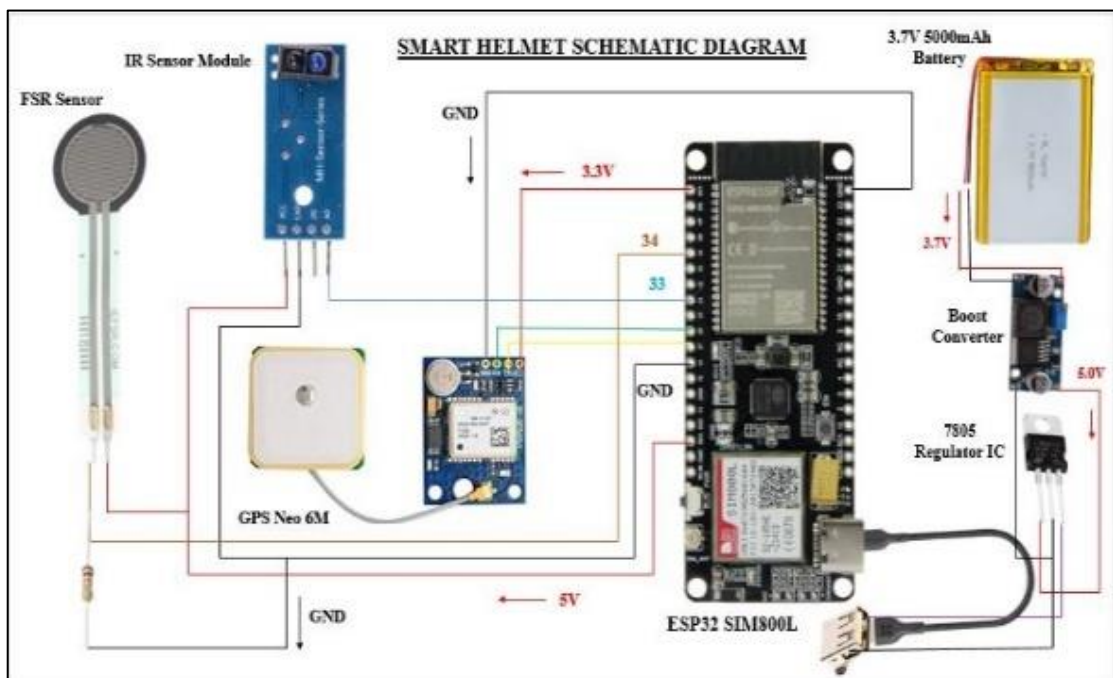 SMART HELMET SCHEMATIC DIAGRAM
3.7V 5000mAh
Battery
IR Sensor Module
FSR Sensor
GND
3.3V
34
3.7V
33
Boost
Converter
GND
5.0V
7805
Regulator IC
SIM800L
GPS Neo 6M
5V
GND
ESP32 SIM800L